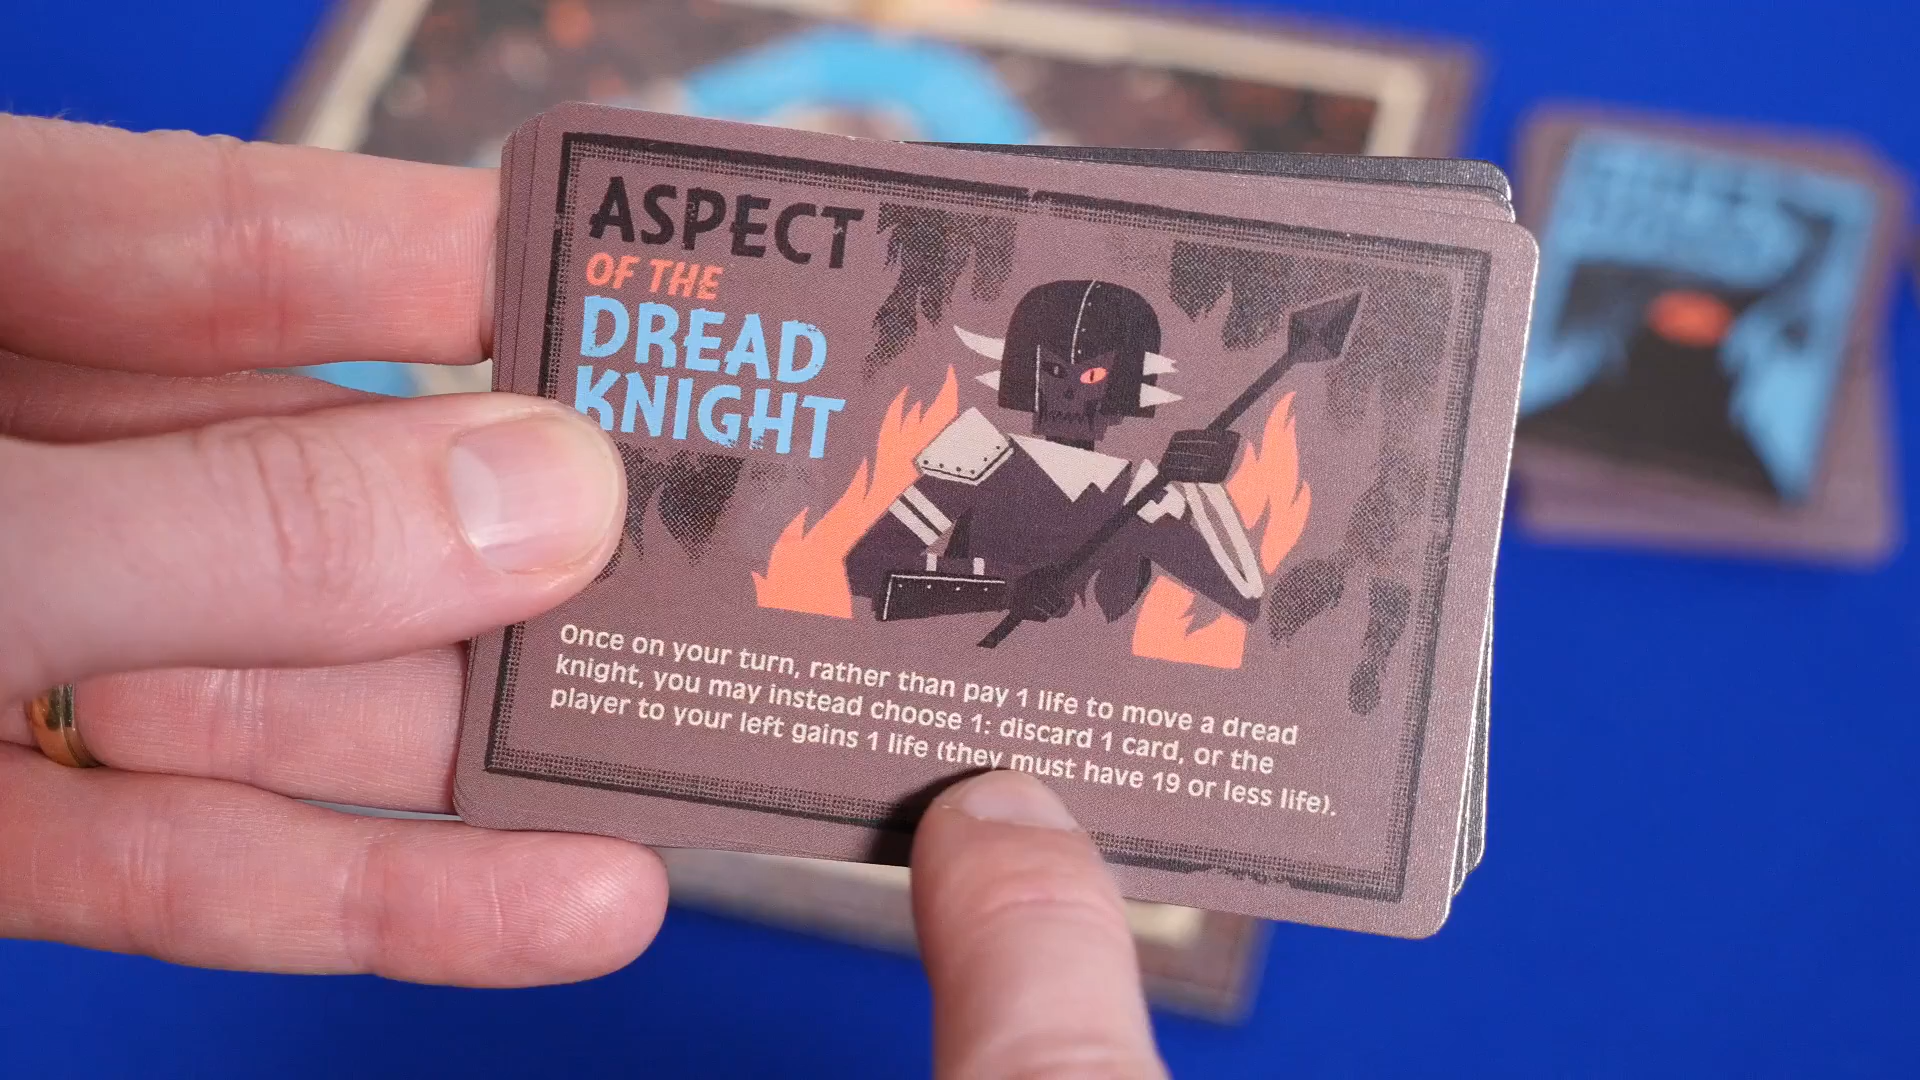 ASPECT
OF THE
DREAD
KNIGHT
Once on your turn, rather than pay 1 life to move a dread
knight, you may instead choose 1: discard 1 card, or the
player to your left gains 1 life (they must have 19 or less life).